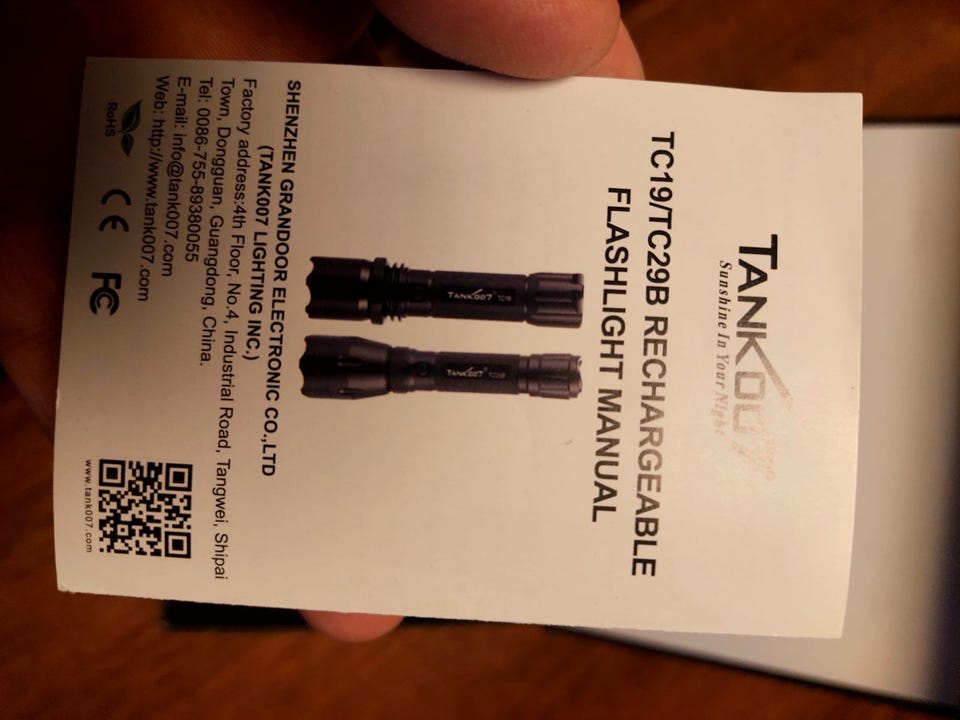 TANK007
Sunshine In Your Night
TC19/TC29B RECHARGEABLE
FLASHLIGHT MANUAL
TANK007 TC19
TANK007
SHENZHEN GRANDOOR ELECTRONIC CO.,LTD
(TANK007 LIGHTING INC.)
Factory address:4th Floor, No.4, Industrial Road, Tangwei, Shipai
Town, Dongguan, Guangdong, China.
Tel: 0086-755-89380055
E-mail: info@tank007.com
Web: http://www.tank007.com
RoHS
CE
FC
www.tank007.com